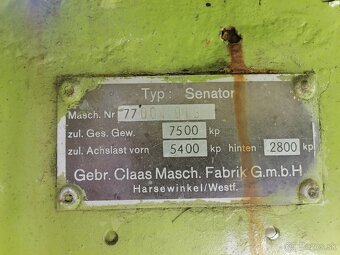 Typ: Senator
Masch. Nr
zul. Ges. Gew. 7500 kp
zul. Achslast vorn 5400 kp hinten 2800 kp
Gebr. Claas Masch. Fabrik G.m.b.H
Harsewinkel/Westf.